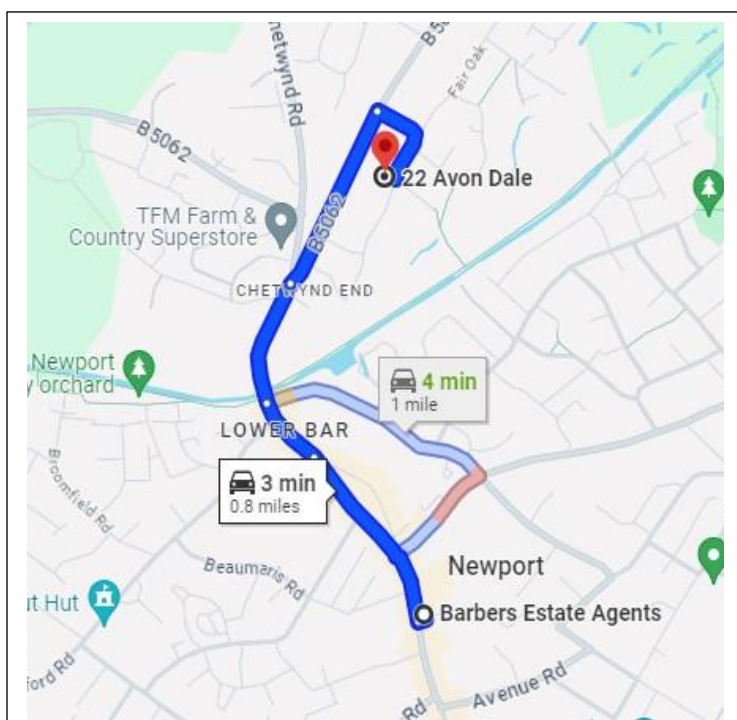 Chetwynd Rd
B5062
Fair Oak
B5062
22 Avon Dale
TFM Farm &
Country Superstore
B5062
CHETWYND END
Newport
orchard
4 min
1 mile
LOWER BAR
3 min
0.8 miles
Broomfield Rd
Beaumaris Rd
Newport
Hut
Barbers Estate Agents
ford Rd
Avenue Rd
Rd